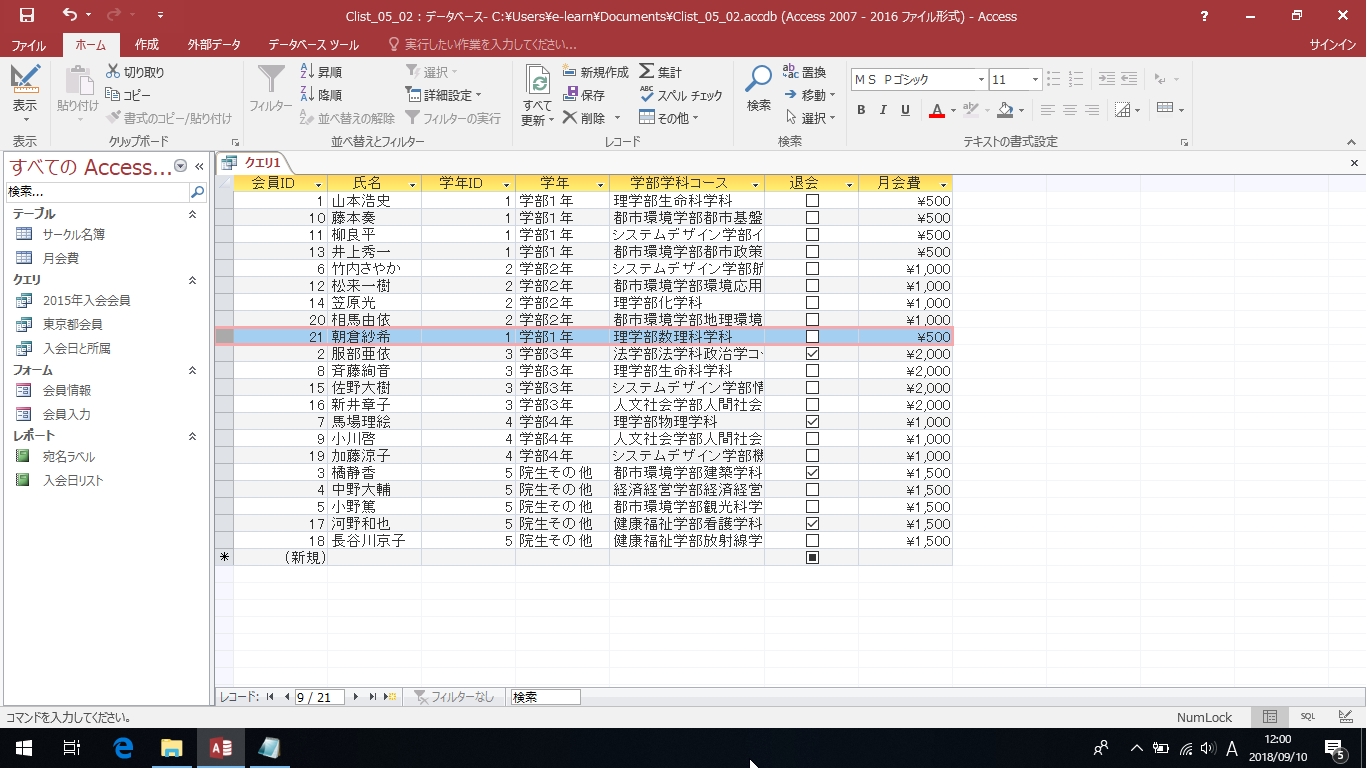 Clist_05_02 : データベース- C:¥Users¥e-learn¥Documents¥Clist_05_02.accdb (Access 2007 - 2016 ファイル形式) - Access
ファイル ホーム 作成 外部データ データベース ツール 実行したい作業を入力してください... サインイン
表示 貼り付け 切り取り コピー 書式のコピー/貼り付け
フィルター 昇順 降順 並べ替えの解除 選択 詳細設定 フィルターの実行
すべて更新 新規作成 保存 削除 集計 スペル チェック その他
検索 置換 移動 選択
MS Pゴシック 11
B I U A
表示 クリップボード 並べ替えとフィルター レコード 検索 テキストの書式設定
すべての Access... «
検索...
テーブル
サークル名簿
月会費
クエリ
2015年入会会員
東京都会員
入会日と所属
フォーム
会員情報
会員入力
レポート
宛名ラベル
入会日リスト
クエリ1
会員ID 氏名 学年ID 学年 学部学科コース 退会 月会費
1 山本浩史 1 学部1年 理学部生命科学科 ¥500
10 藤本奏 1 学部1年 都市環境学部都市基盤 ¥500
11 柳良平 1 学部1年 システムデザイン学部イ ¥500
13 井上秀一 1 学部1年 都市環境学部都市政策 ¥500
6 竹内さやか 2 学部2年 システムデザイン学部航 ¥1,000
12 松来一樹 2 学部2年 都市環境学部環境応用 ¥1,000
14 笠原光 2 学部2年 理学部化学科 ¥1,000
20 相馬由依 2 学部2年 都市環境学部地理環境 ¥1,000
21 朝倉紗希 1 学部1年 理学部数理科学科 ¥500
2 服部亜依 3 学部3年 法学部法学科政治学コー ¥2,000
8 斉藤絢音 3 学部3年 理学部生命科学科 ¥2,000
15 佐野大樹 3 学部3年 システムデザイン学部情 ¥2,000
16 新井章子 3 学部3年 人文社会学部人間社会 ¥2,000
7 馬場理絵 4 学部4年 理学部物理学科 ¥1,000
9 小川啓 4 学部4年 人文社会学部人間社会 ¥1,000
19 加藤涼子 4 学部4年 システムデザイン学部機 ¥1,000
3 橘静香 5 院生その他 都市環境学部建築学科 ¥1,500
4 中野大輔 5 院生その他 経済経営学部経済経営 ¥1,500
5 小野篤 5 院生その他 都市環境学部観光科学 ¥1,500
17 河野和也 5 院生その他 健康福祉学部看護学科 ¥1,500
18 長谷川京子 5 院生その他 健康福祉学部放射線学 ¥1,500
* (新規)
レコード: 9 / 21 フィルターなし 検索
コマンドを入力してください。 NumLock SQL
A 12:00
2018/09/10 5